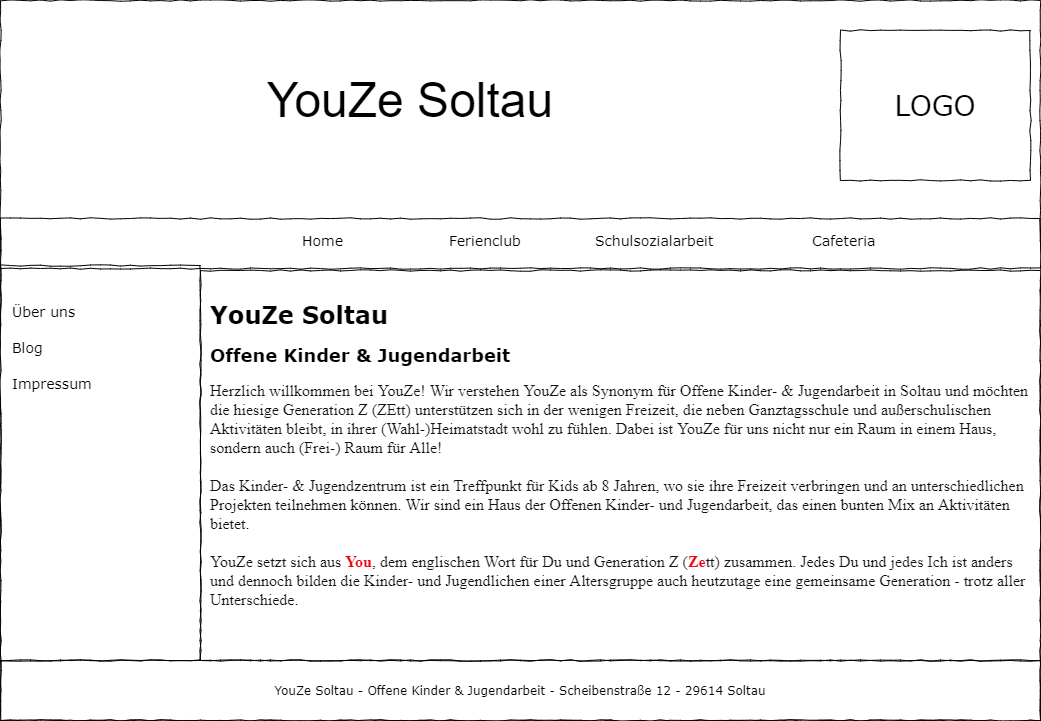 YouZe Soltau
LOGO
Home Ferienclub Schulsozialarbeit Cafeteria
Über uns
Blog
Impressum
YouZe Soltau
Offene Kinder & Jugendarbeit
Herzlich willkommen bei YouZe! Wir verstehen YouZe als Synonym für Offene Kinder- & Jugendarbeit in Soltau und möchten
die hiesige Generation Z (ZEtt) unterstützen sich in der wenigen Freizeit, die neben Ganztagsschule und außerschulischen
Aktivitäten bleibt, in ihrer (Wahl-)Heimatstadt wohl zu fühlen. Dabei ist YouZe für uns nicht nur ein Raum in einem Haus,
sondern auch (Frei-) Raum für Alle!
Das Kinder- & Jugendzentrum ist ein Treffpunkt für Kids ab 8 Jahren, wo sie ihre Freizeit verbringen und an unterschiedlichen
Projekten teilnehmen können. Wir sind ein Haus der Offenen Kinder- und Jugendarbeit, das einen bunten Mix an Aktivitäten
bietet.
YouZe setzt sich aus You, dem englischen Wort für Du und Generation Z (Zett) zusammen. Jedes Du und jedes Ich ist anders
und dennoch bilden die Kinder- und Jugendlichen einer Altersgruppe auch heutzutage eine gemeinsame Generation - trotz aller
Unterschiede.
YouZe Soltau - Offene Kinder & Jugendarbeit - Scheibenstraße 12 - 29614 Soltau